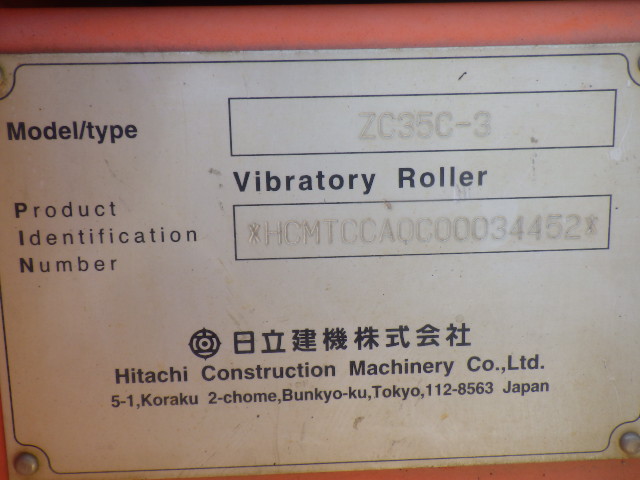 Model/type ZC35C-3
Vibratory Roller
Product
Identification *HCMTCCA0C00034452*
Number
日立建機株式会社
Hitachi Construction Machinery Co.,Ltd.
5-1,Koraku 2-chome,Bunkyo-ku,Tokyo,112-8563 Japan